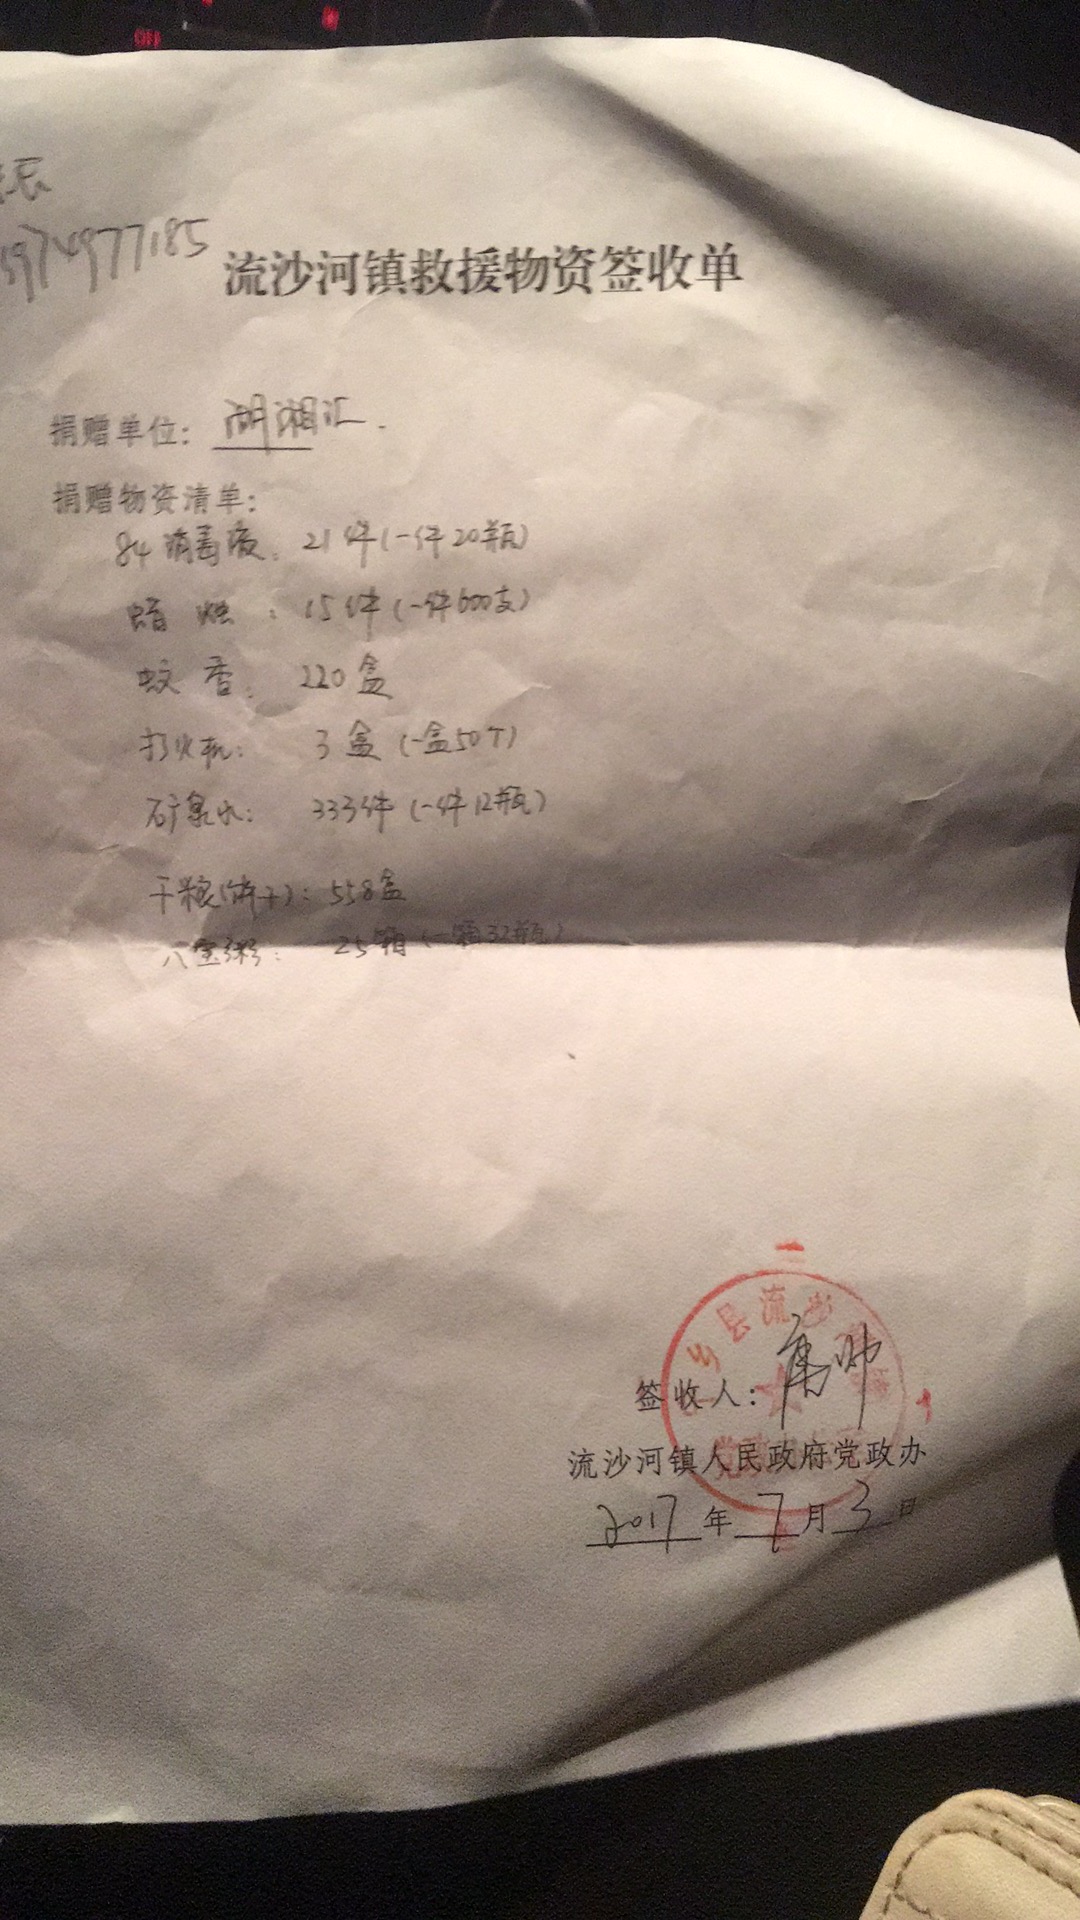 辰
3974977185
流沙河镇救援物资签收单
捐赠单位：湖湘汇.
捐赠物资清单：
84消毒液：21件(一件20瓶)
蜡烛：15件(一件600支)
蚊香：220盒
打火机：3盒(一盒50个)
矿泉水：333件(一件12瓶)
干粮(饼干)：558盒
八宝粥：25箱(一箱32瓶)
乡县流沙
签收人：
流沙河镇人民政府党政办
2017年7月3日